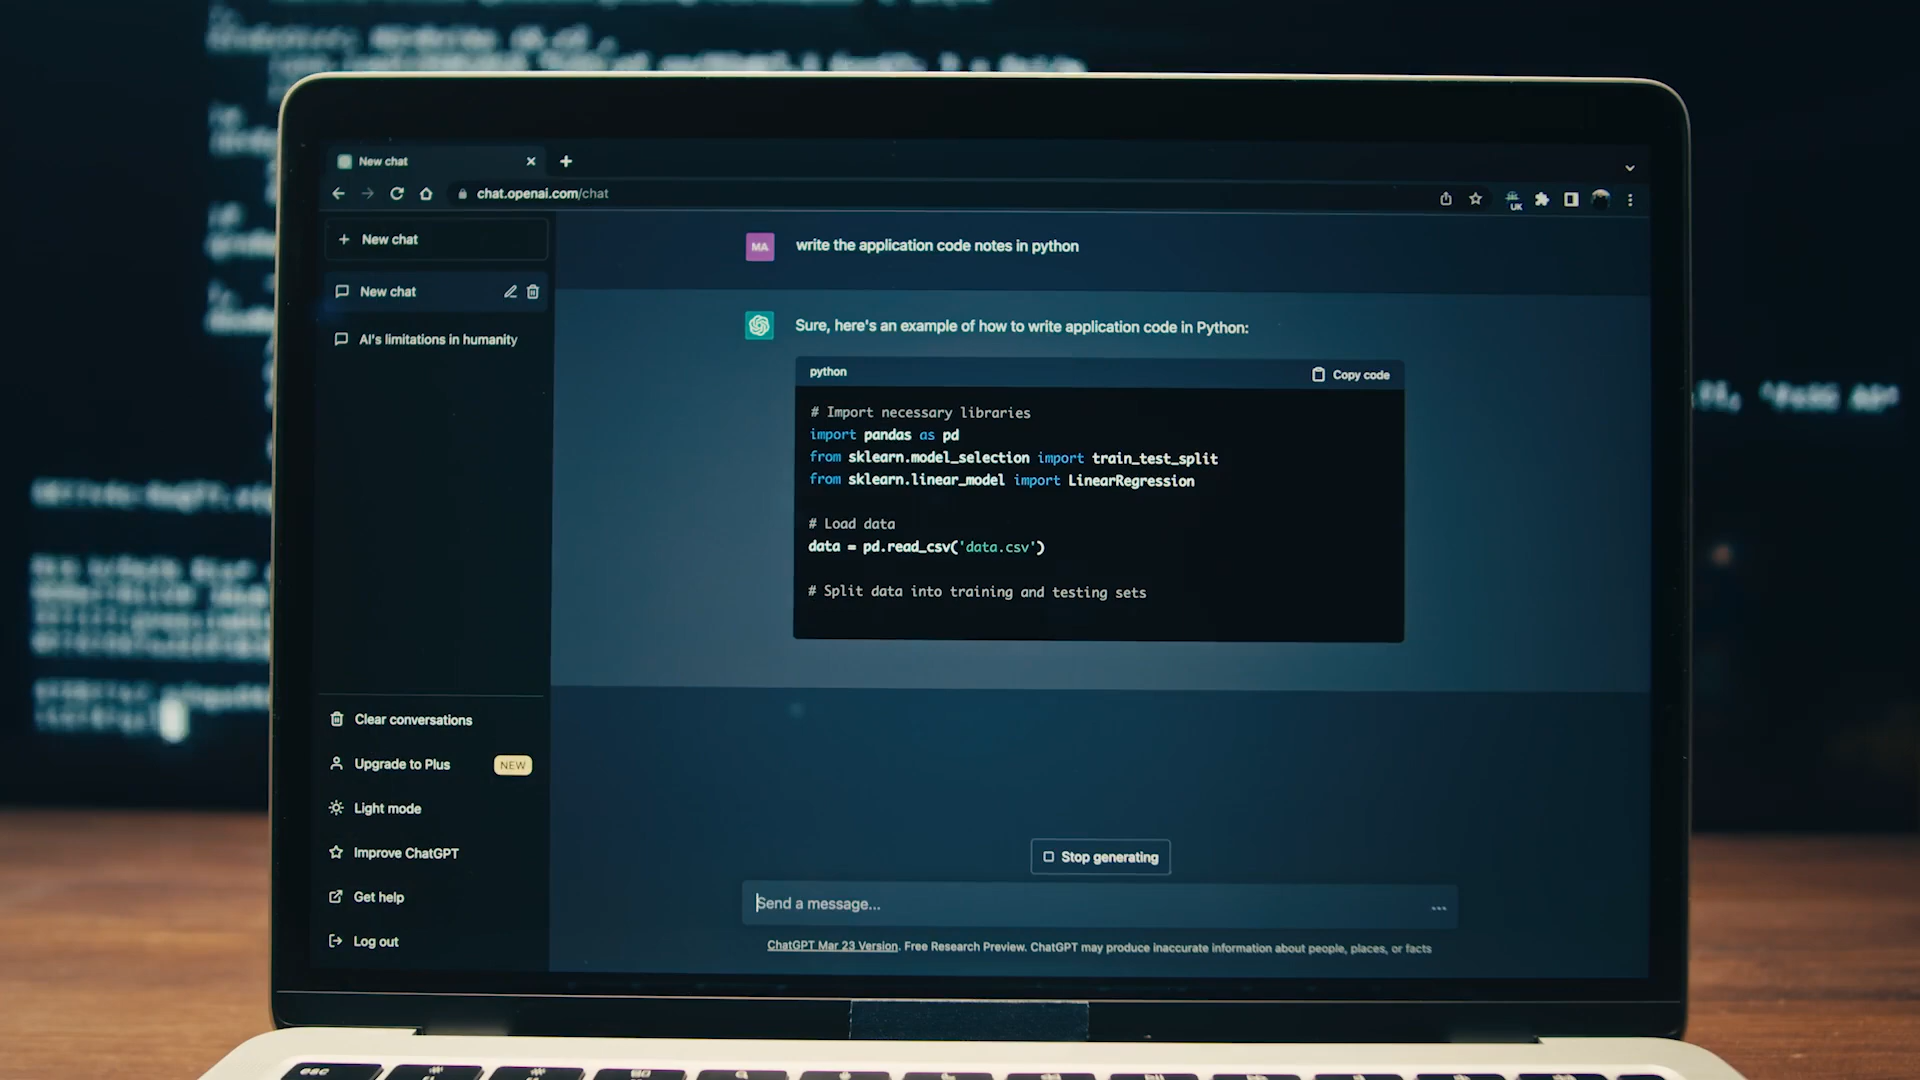 New chat
chat.openai.com/chat
UK
New chat
New chat
AI's limitations in humanity
Clear conversations
Upgrade to Plus NEW
Light mode
Improve ChatGPT
Get help
Log out
MA write the application code notes in python
Sure, here's an example of how to write application code in Python:
python Copy code
# Import necessary libraries
import pandas as pd
from sklearn.model_selection import train_test_split
from sklearn.linear_model import LinearRegression
# Load data
data = pd.read_csv('data.csv')
# Split data into training and testing sets
Stop generating
Send a message...
ChatGPT Mar 23 Version. Free Research Preview. ChatGPT may produce inaccurate information about people, places, or facts
esc